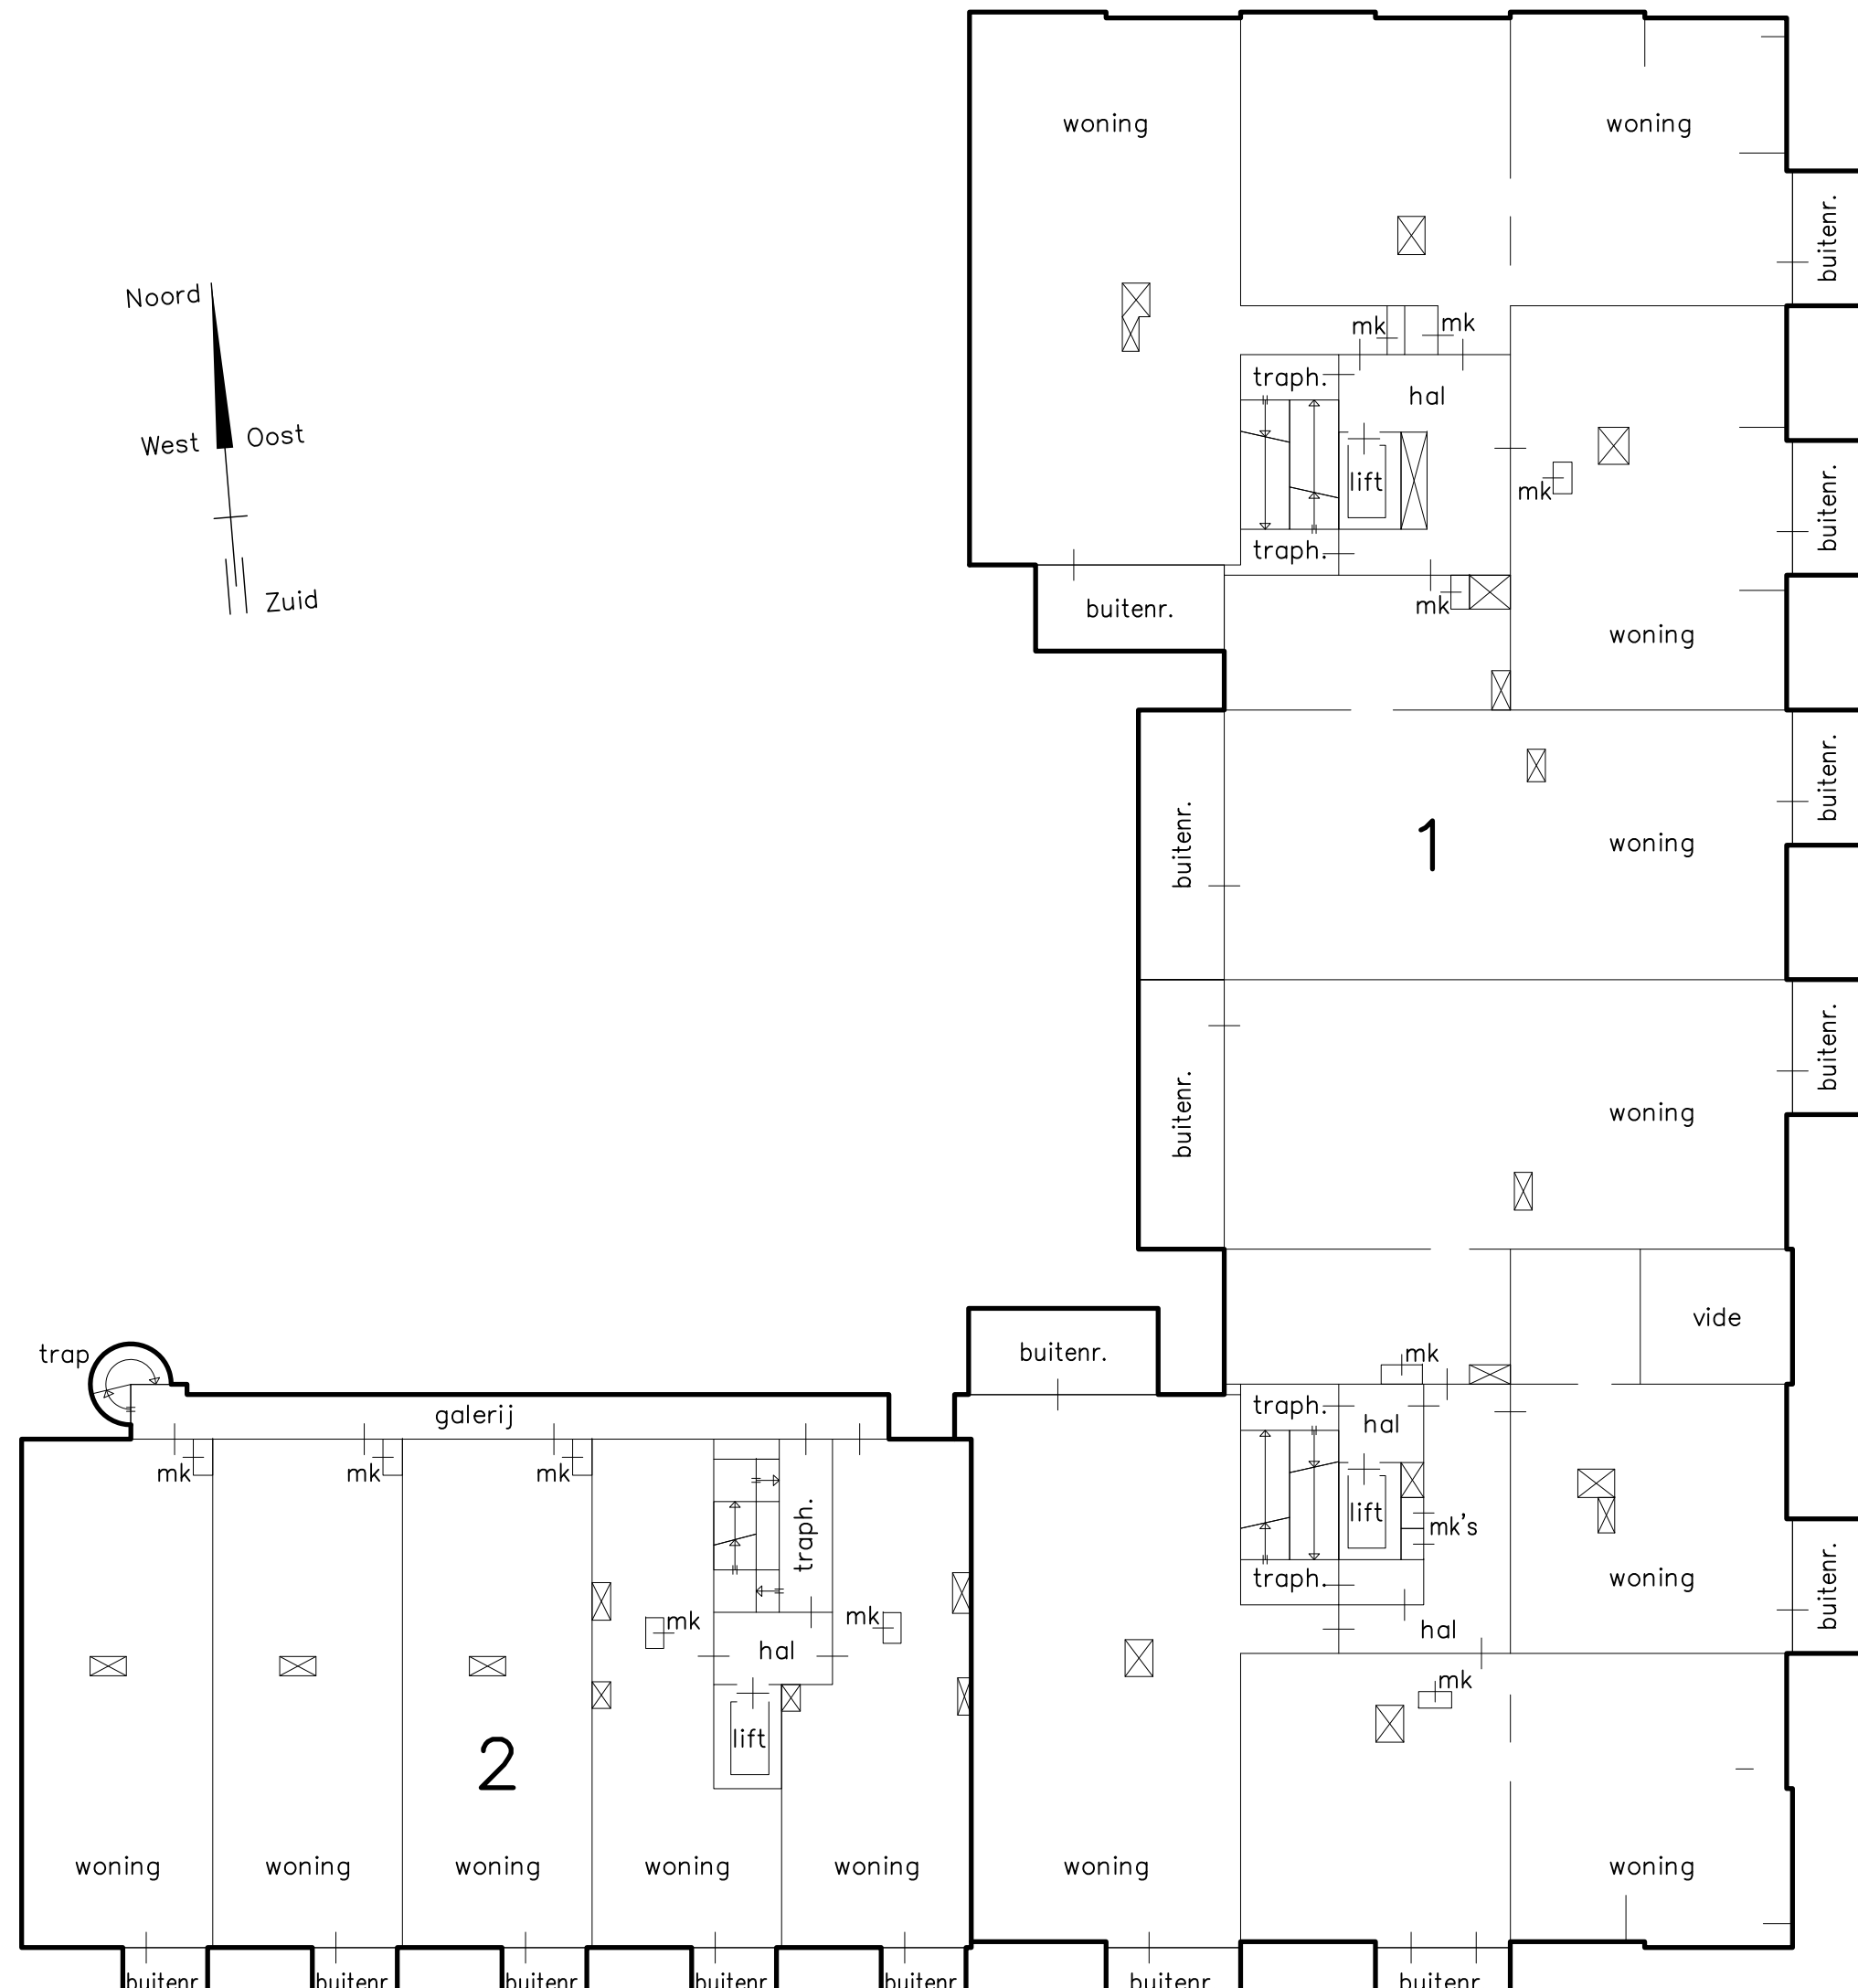 woning
woning
buitenr.
Noord
mk
mk
traph.
hal
West
Oost
lift
mk
buitenr.
traph.
Zuid
buitenr.
mk
woning
buitenr.
buitenr.
1
woning
buitenr.
buitenr.
woning
vide
trap
buitenr.
mk
galerij
traph.
hal
mk
mk
mk
traph.
lift
mk's
traph.
woning
buitenr.
mk
mk
hal
hal
mk
lift
2
woning
woning
woning
woning
woning
woning
woning
buitenr
buitenr
buitenr
buitenr
buitenr
buitenr
buitenr